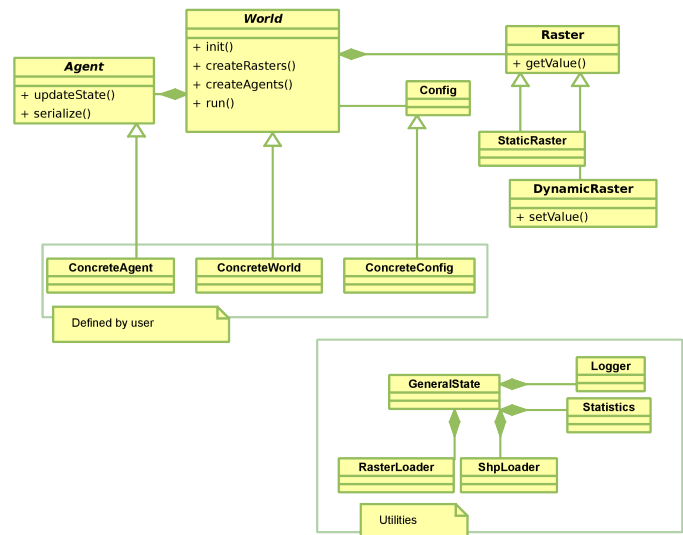 World
+ init()
+ createRasters()
+ createAgents()
+ run()
Agent
+ updateState()
+ serialize()
Raster
+ getValue()
Config
StaticRaster
DynamicRaster
+ setValue()
ConcreteAgent
ConcreteWorld
ConcreteConfig
Defined by user
GeneralState
Logger
Statistics
RasterLoader
ShpLoader
Utilities